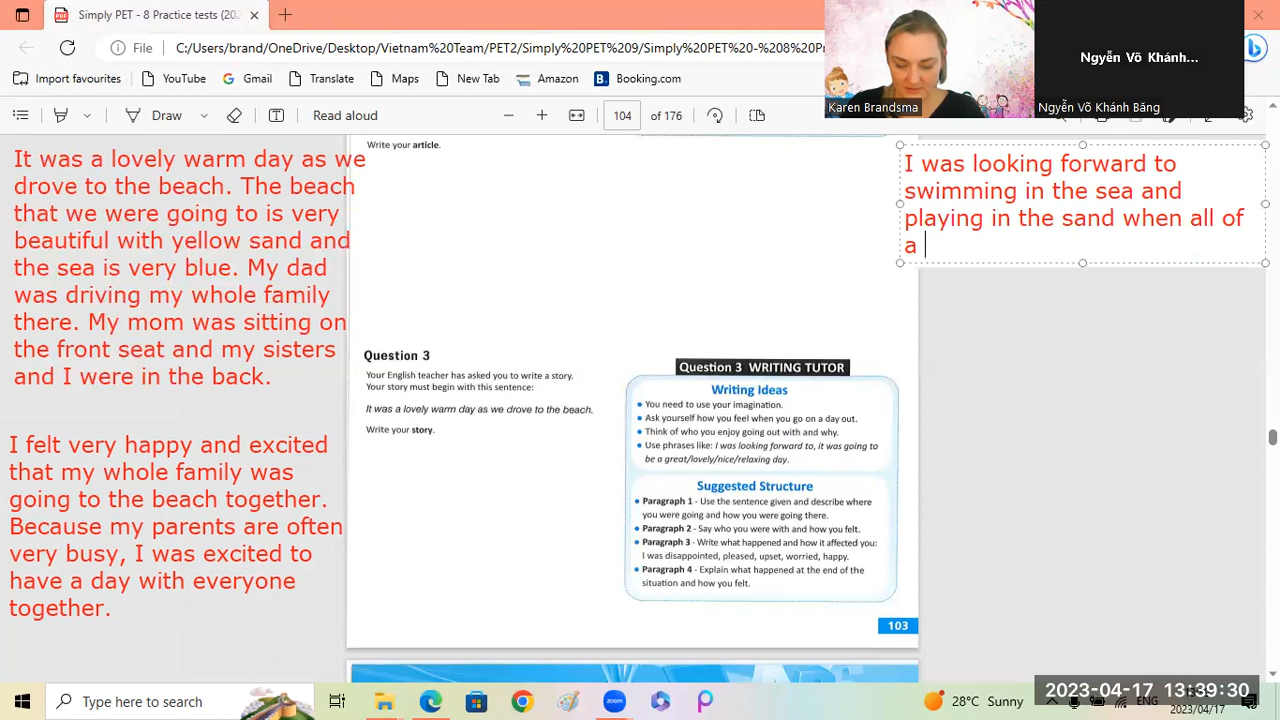 Simply PET - 8 Practice tests (202
File
C:/Users/brand/OneDrive/Desktop/Vietnam%20Team/PET2/Simply%20PET%209/Simply%20PET%20-%208%20Pr
Import favourites
YouTube
Gmail
Translate
Maps
New Tab
Amazon
Booking.com
Draw
Read aloud
104 of 176
Karen Brandsma
Nguyễn Võ Khánh...
Nguyễn Võ Khánh Băng
Write your article.
It was a lovely warm day as we
drove to the beach. The beach
that we were going to is very
beautiful with yellow sand and
the sea is very blue. My dad
was driving my whole family
there. My mom was sitting on
the front seat and my sisters
and I were in the back.
I felt very happy and excited
that my whole family was
going to the beach together.
Because my parents are often
very busy, I was excited to
have a day with everyone
together.
I was looking forward to
swimming in the sea and
playing in the sand when all of
a
Question 3
Your English teacher has asked you to write a story.
Your story must begin with this sentence:
It was a lovely warm day as we drove to the beach.
Write your story.
Question 3 WRITING TUTOR
Writing Ideas
You need to use your imagination.
Ask yourself how you feel when you go on a day out.
Think of who you enjoy going out with and why.
Use phrases like: I was looking forward to, it was going to
be a great/lovely/nice/relaxing day.
Suggested Structure
Paragraph 1 - Use the sentence given and describe where
you were going and how you were going there.
Paragraph 2 - Say who you were with and how you felt.
Paragraph 3 - Write what happened and how it affected you:
I was disappointed, pleased, upset, worried, happy.
Paragraph 4 - Explain what happened at the end of the
situation and how you felt.
103
Type here to search
zoom
28°C Sunny
ENG
2023-04-17 13:39:30
2023/04/17